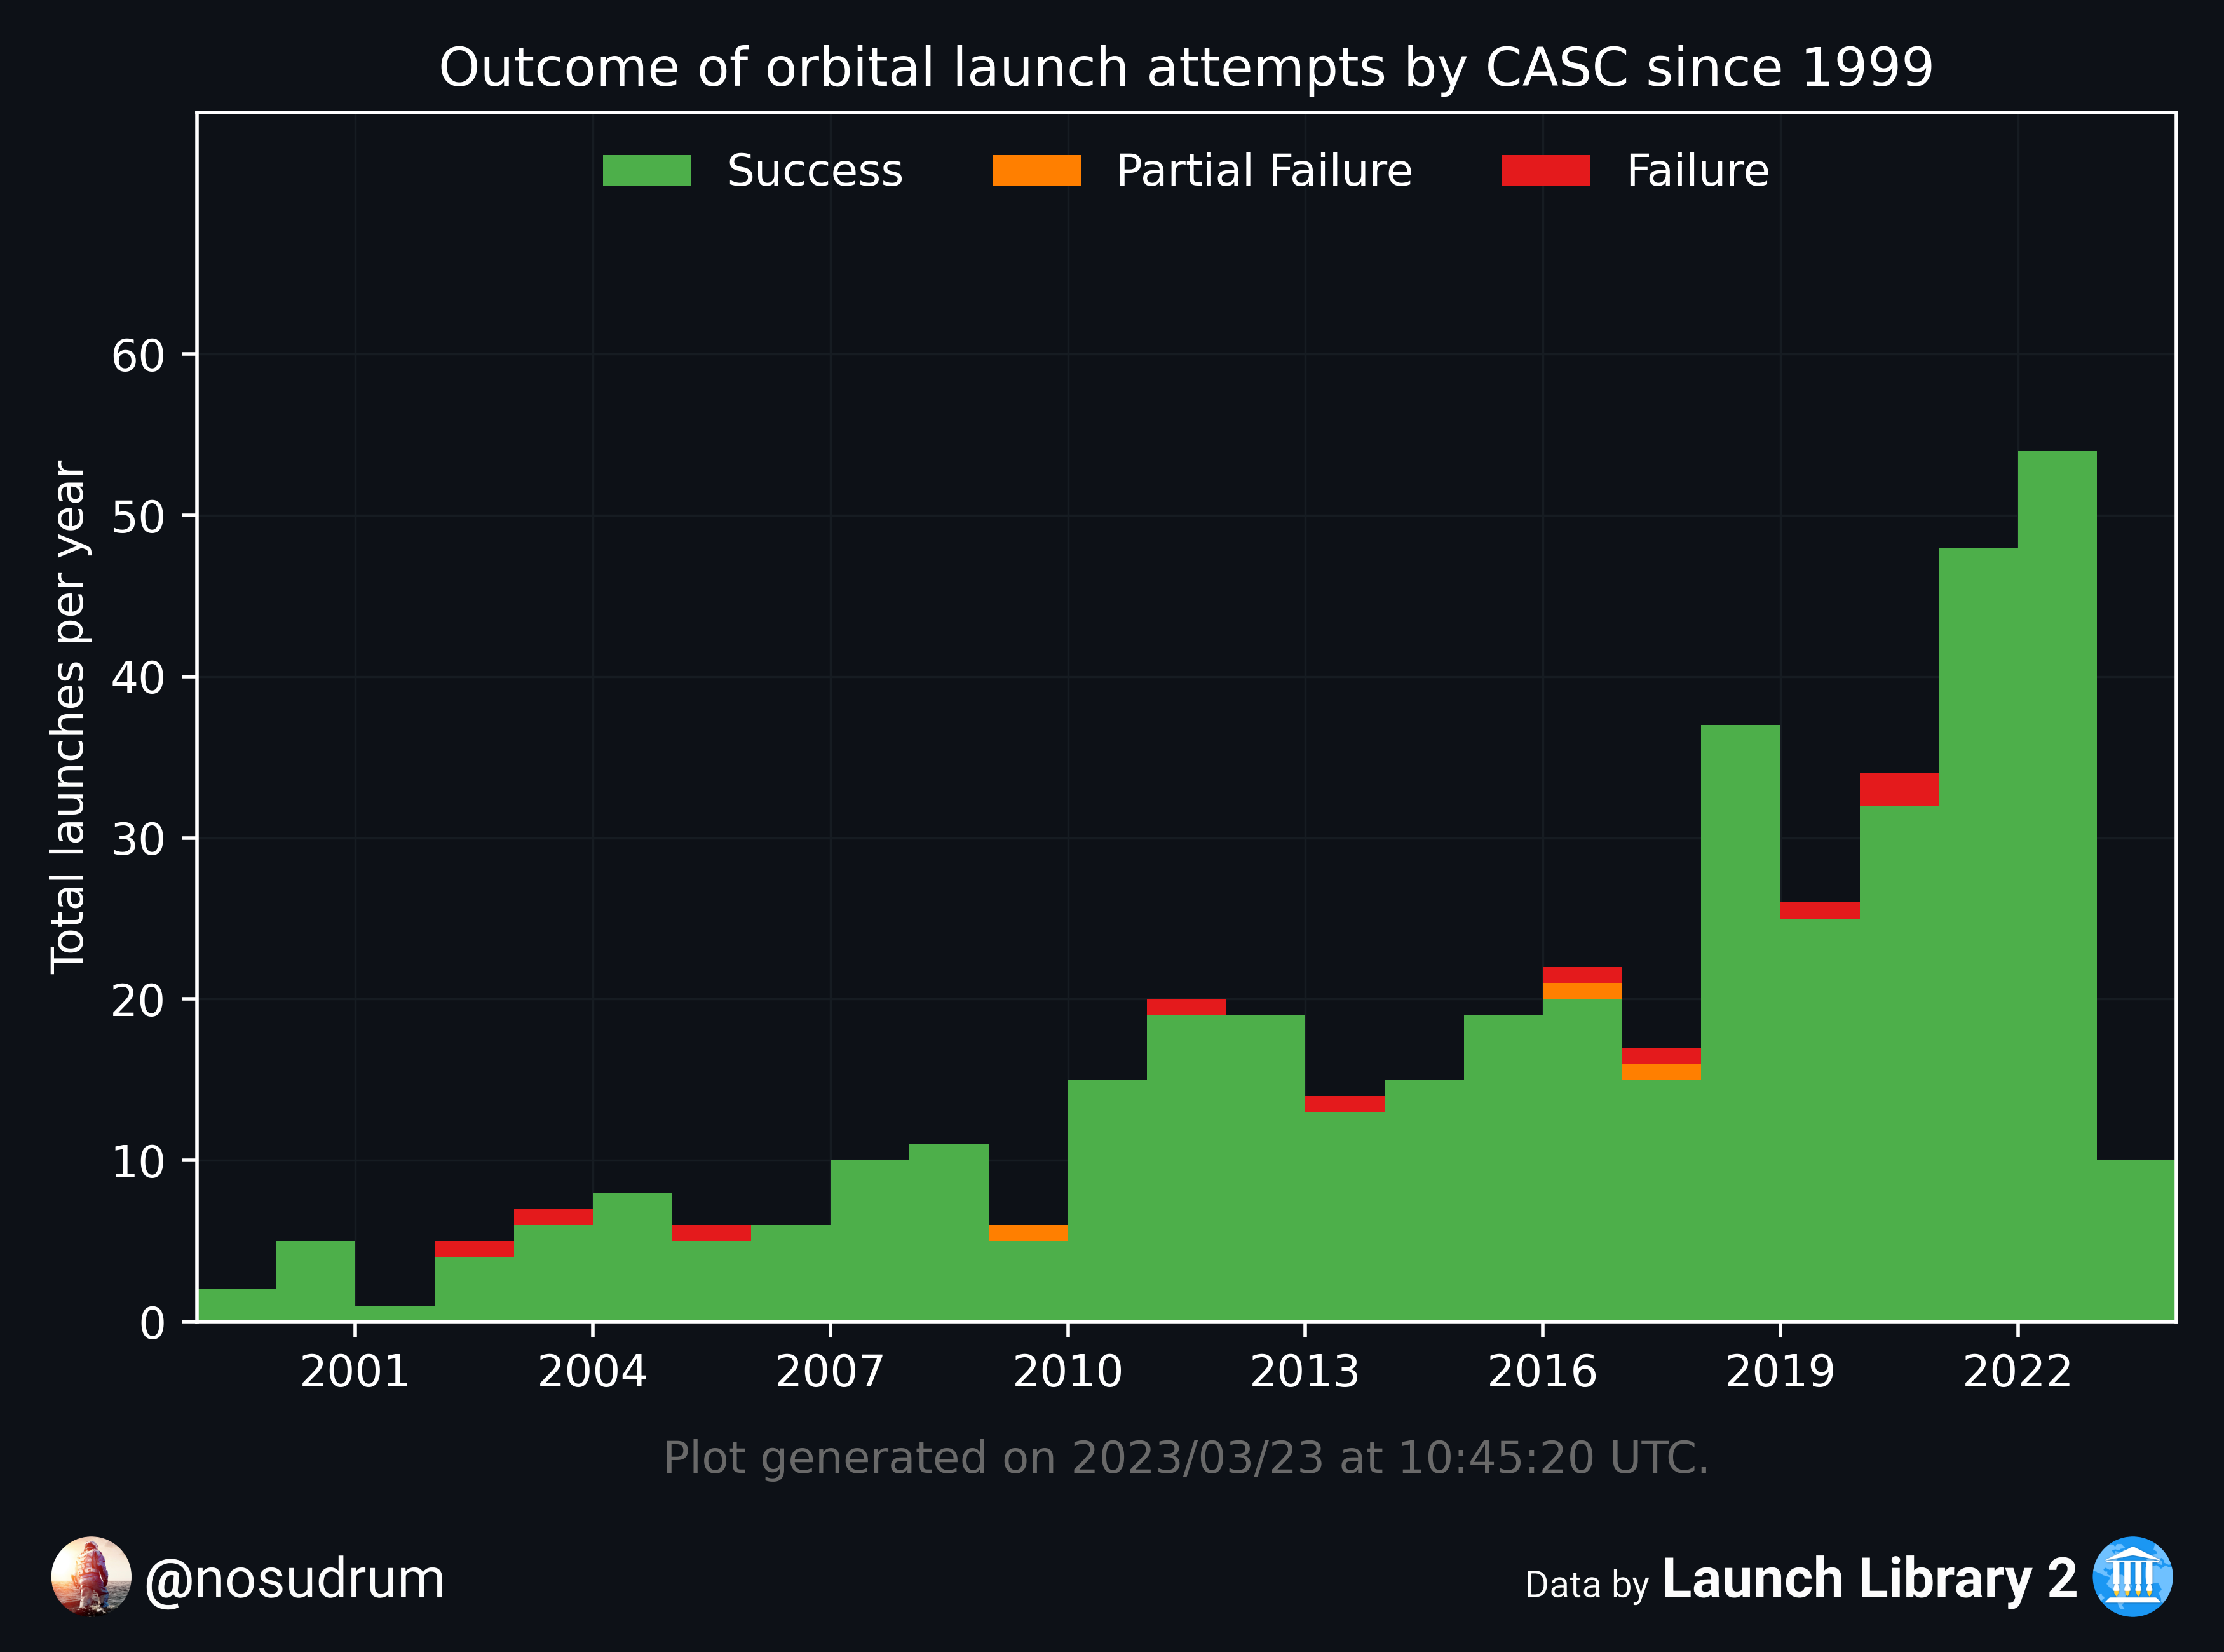 Outcome of orbital launch attempts by CASC since 1999
Success Partial Failure Failure
Total launches per year
60
50
40
30
20
10
0
2001 2004 2007 2010 2013 2016 2019 2022
Plot generated on 2023/03/23 at 10:45:20 UTC.
@nosudrum
Data by Launch Library 2